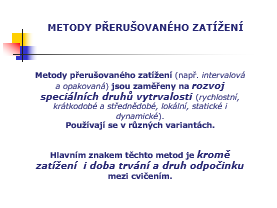 METODY PŘERUŠOVANÉHO ZATÍŽENÍ
Metody přerušovaného zatížení (např. intervalová
a opakovaná) jsou zaměřeny na rozvoj
speciálních druhů vytrvalosti (rychlostní,
krátkodobé a střednědobé, lokální, statické i
dynamické).
Používají se v různých variantách.
Hlavním znakem těchto metod je kromě
zatížení i doba trvání a druh odpočinku
mezi cvičením.